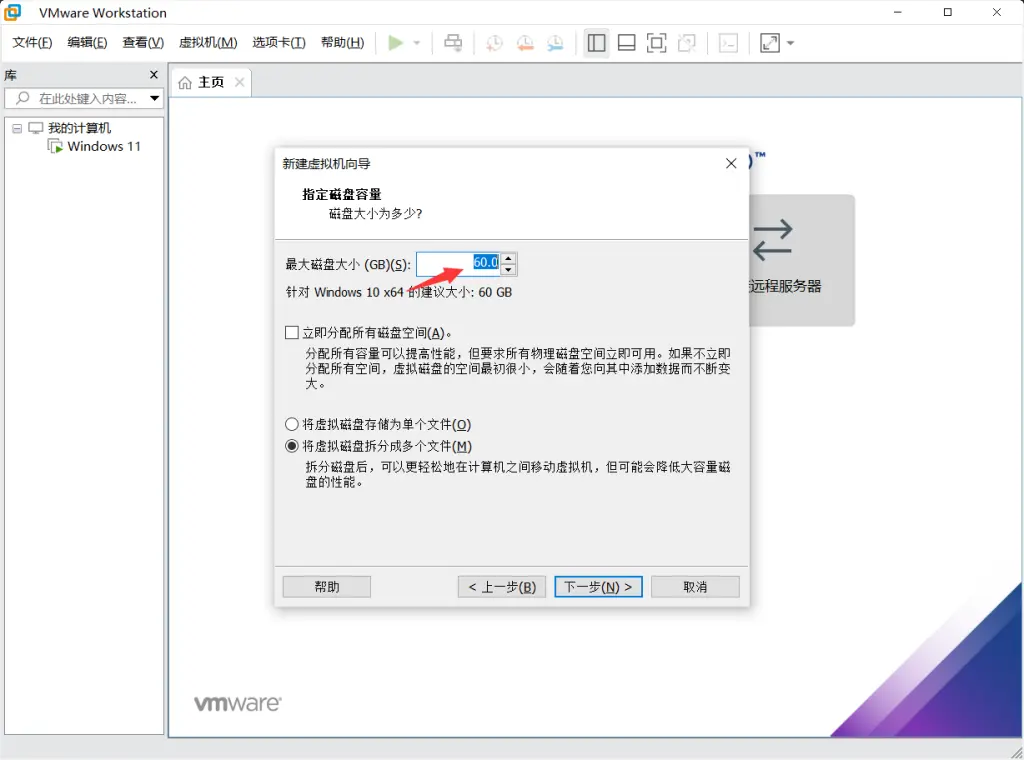 VMware Workstation
文件(F) 编辑(E) 查看(V) 虚拟机(M) 选项卡(T) 帮助(H)
库
在此处键入内容...
我的计算机
Windows 11
主页
™
新建虚拟机向导
指定磁盘容量
磁盘大小为多少?
最大磁盘大小 (GB)(S): 60.0
针对 Windows 10 x64 的建议大小: 60 GB
立即分配所有磁盘空间(A)。
分配所有容量可以提高性能，但要求所有物理磁盘空间立即可用。如果不立即
分配所有空间，虚拟磁盘的空间最初很小，会随着您向其中添加数据而不断变
大。
将虚拟磁盘存储为单个文件(O)
将虚拟磁盘拆分成多个文件(M)
拆分磁盘后，可以更轻松地在计算机之间移动虚拟机，但可能会降低大容量磁
盘的性能。
帮助 < 上一步(B) 下一步(N) > 取消
远程服务器
vmware®